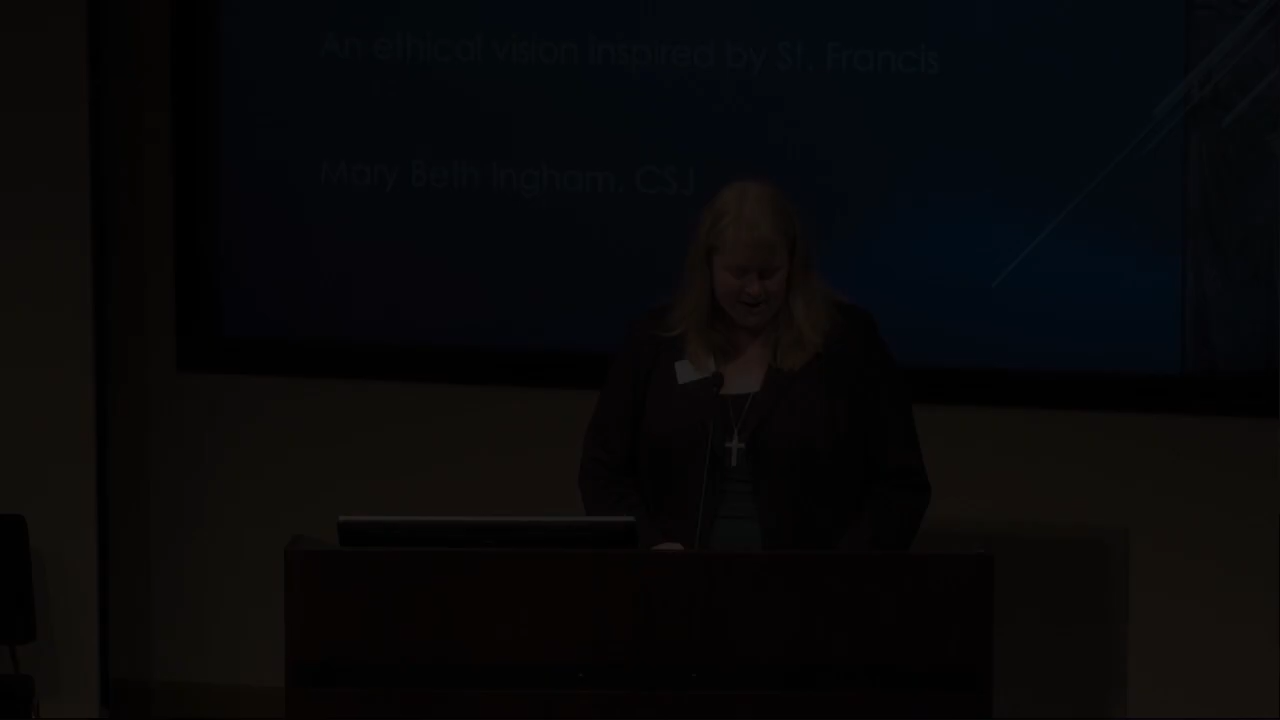 An ethical vision inspired by St. Francis
Mary Beth Ingham, CSJ